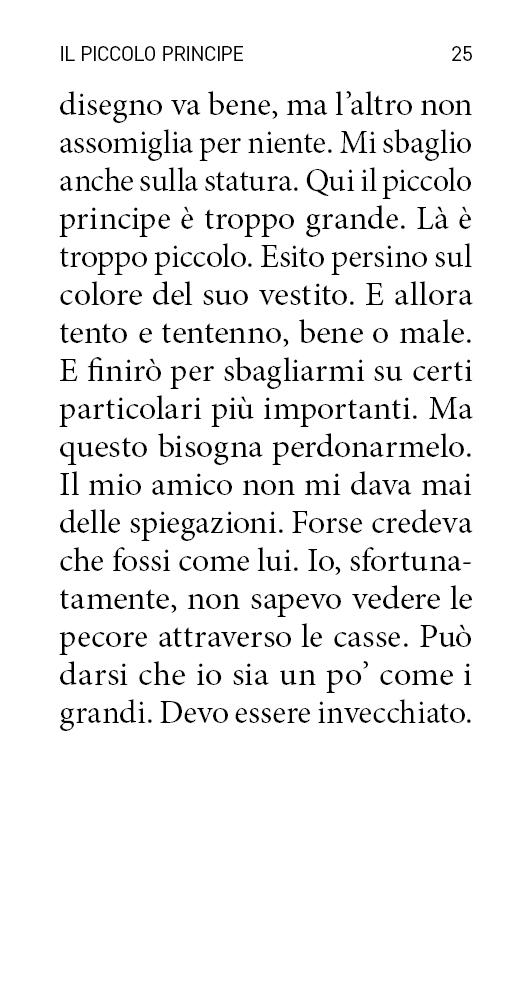 IL PICCOLO PRINCIPE 25
disegno va bene, ma l’altro non
assomiglia per niente. Mi sbaglio
anche sulla statura. Qui il piccolo
principe è troppo grande. Là è
troppo piccolo. Esito persino sul
colore del suo vestito. E allora
tento e tentenno, bene o male.
E finirò per sbagliarmi su certi
particolari più importanti. Ma
questo bisogna perdonarmelo.
Il mio amico non mi dava mai
delle spiegazioni. Forse credeva
che fossi come lui. Io, sfortuna-
tamente, non sapevo vedere le
pecore attraverso le casse. Può
darsi che io sia un po’ come i
grandi. Devo essere invecchiato.